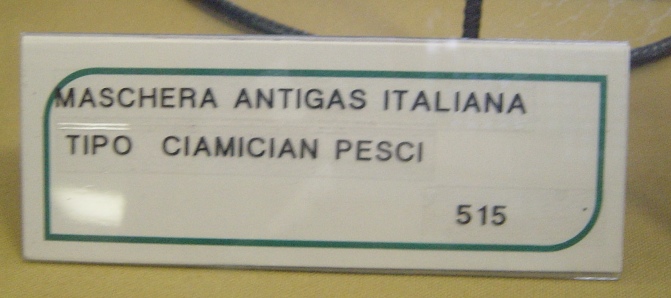 MASCHERA ANTIGAS ITALIANA
TIPO CIAMICIAN PESCI
515